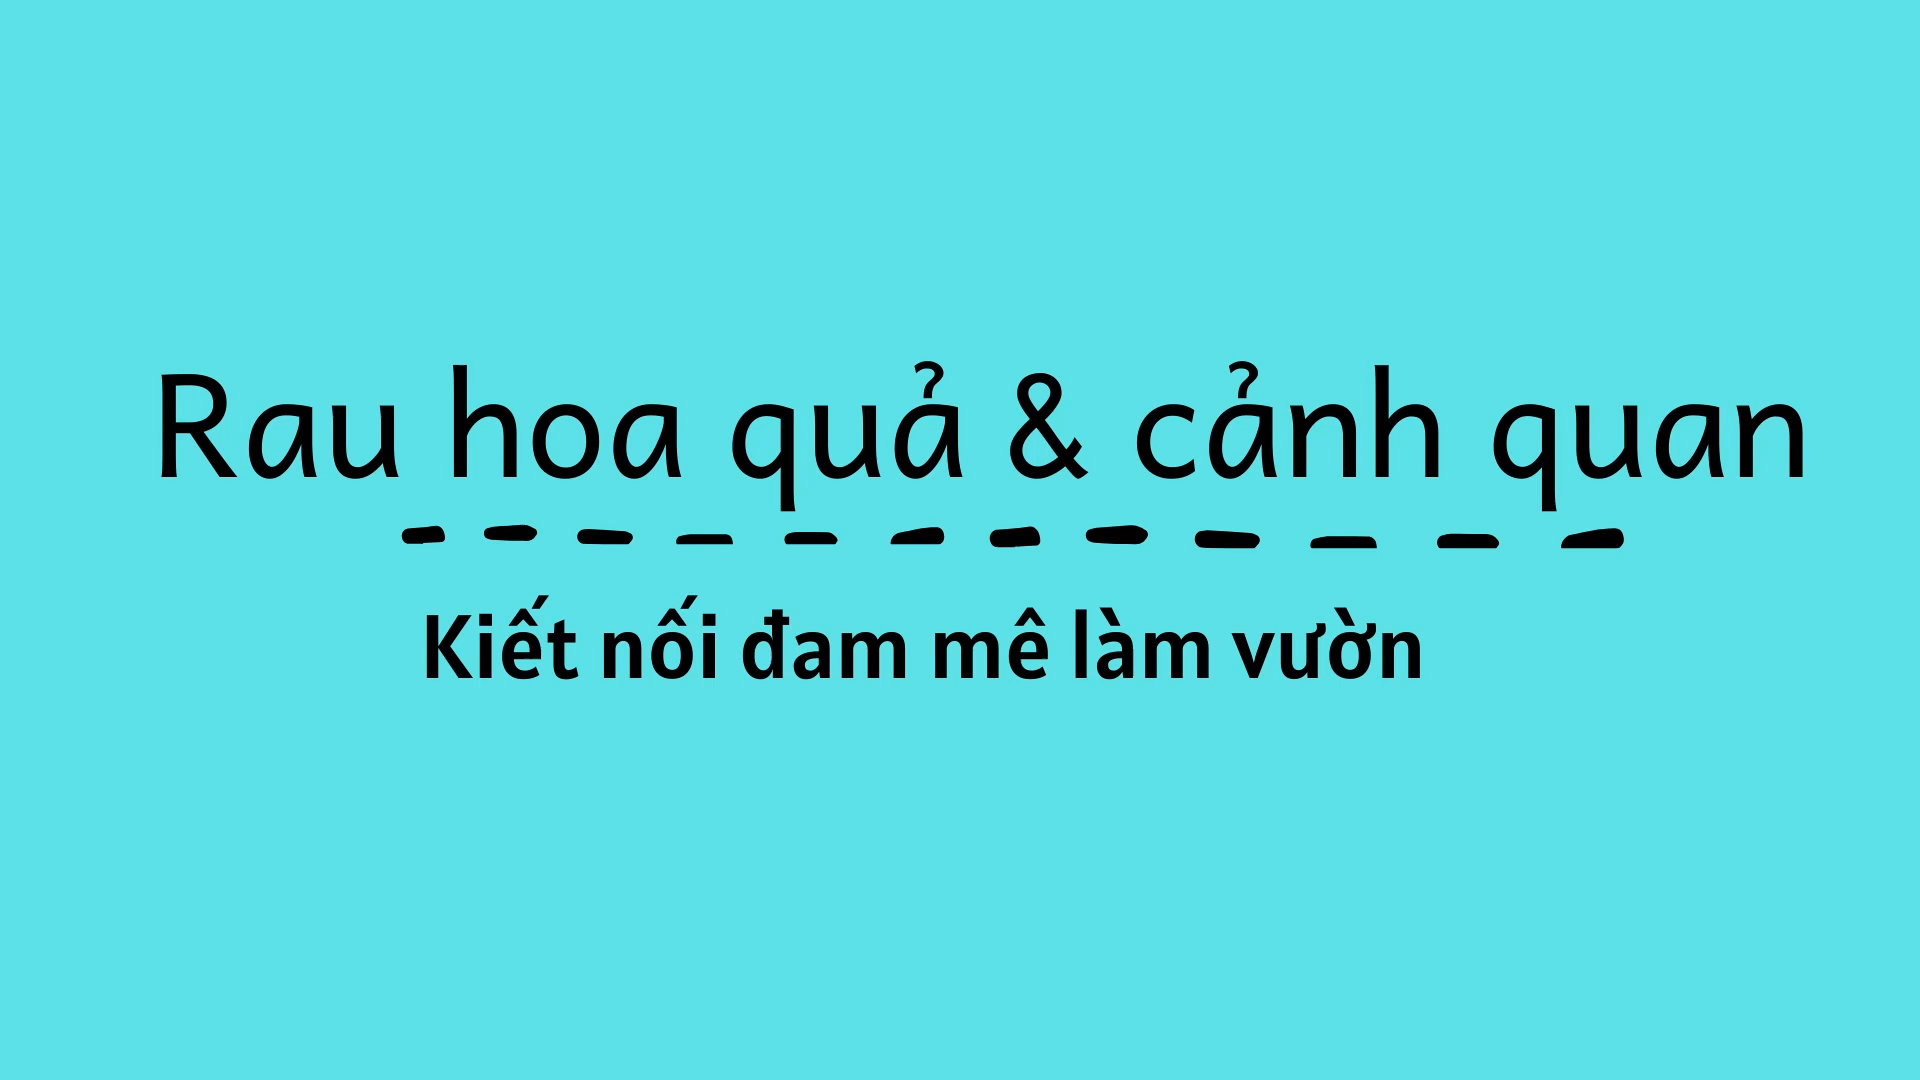 Rau hoa quả & cảnh quan
Kiết nối đam mê làm vườn